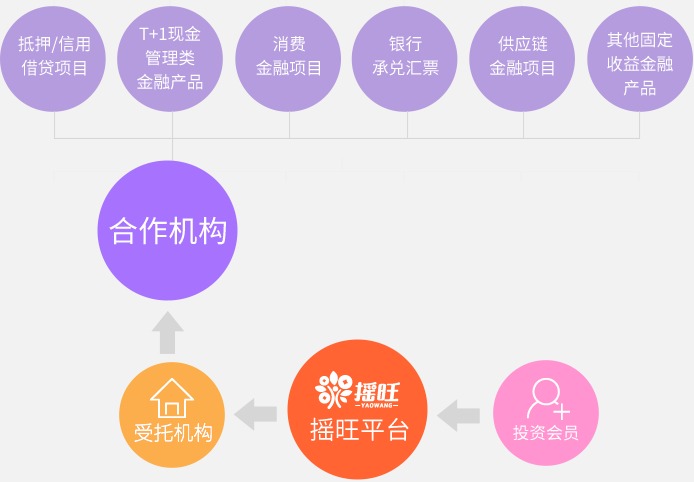 抵押/信用
借贷项目
T+1现金
管理类
金融产品
消费
金融项目
银行
承兑汇票
供应链
金融项目
其他固定
收益金融
产品
合作机构
受托机构
摇旺
YAOWANG
摇旺平台
投资会员